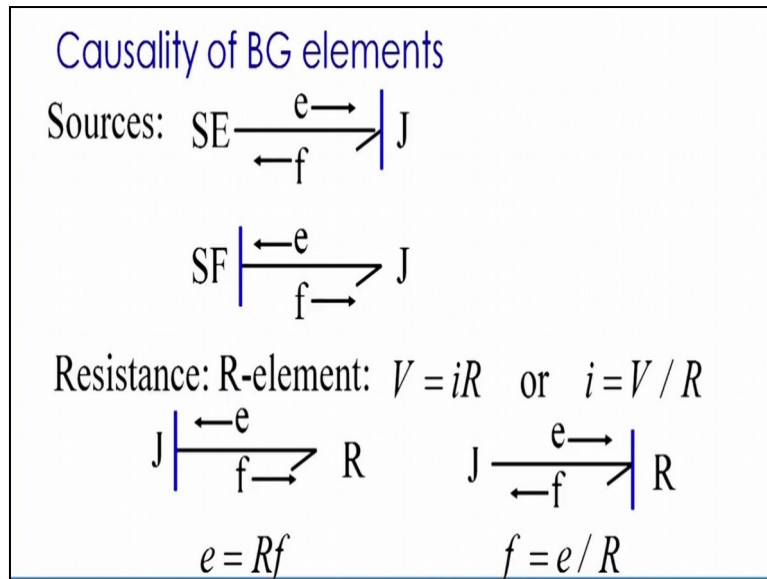 Causality of BG elements
e→
Sources: SE J
←f
←e
SF J
f→
Resistance: R-element: V = iR or i = V / R
←e e→
J R J R
f→ ←f
e = Rf f = e / R